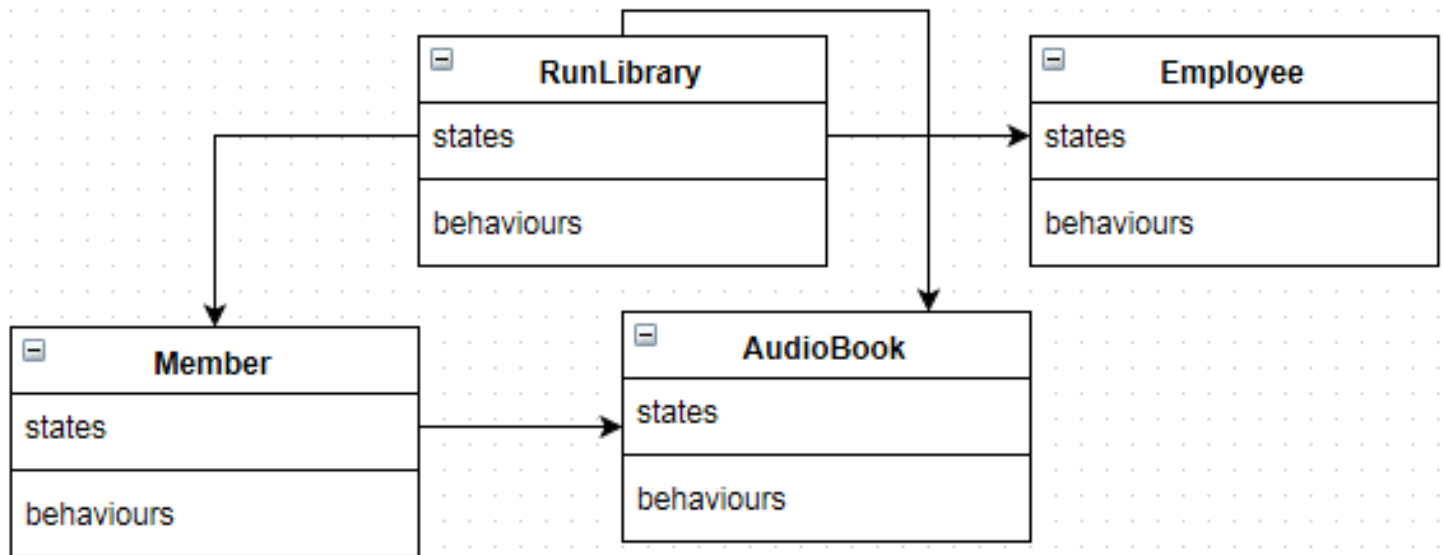 RunLibrary
states
behaviours
Employee
states
behaviours
Member
states
behaviours
AudioBook
states
behaviours